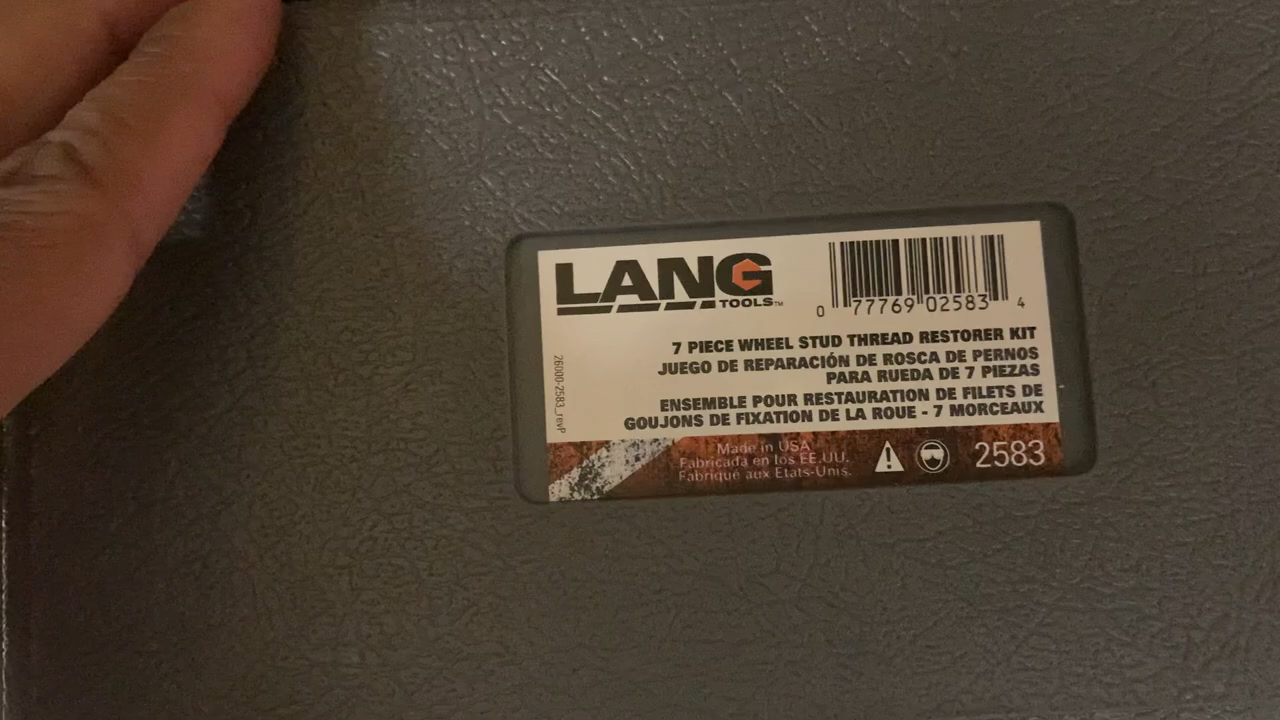 LANG
TOOLS™
0 77769 02583 4
7 PIECE WHEEL STUD THREAD RESTORER KIT
JUEGO DE REPARACIÓN DE ROSCA DE PERNOS
PARA RUEDA DE 7 PIEZAS
ENSEMBLE POUR RESTAURATION DE FILETS DE
GOUJONS DE FIXATION DE LA ROUE - 7 MORCEAUX
26000-2583_revP
Made in USA
Fabricada en los EE.UU.
Fabriqué aux États-Unis.
2583